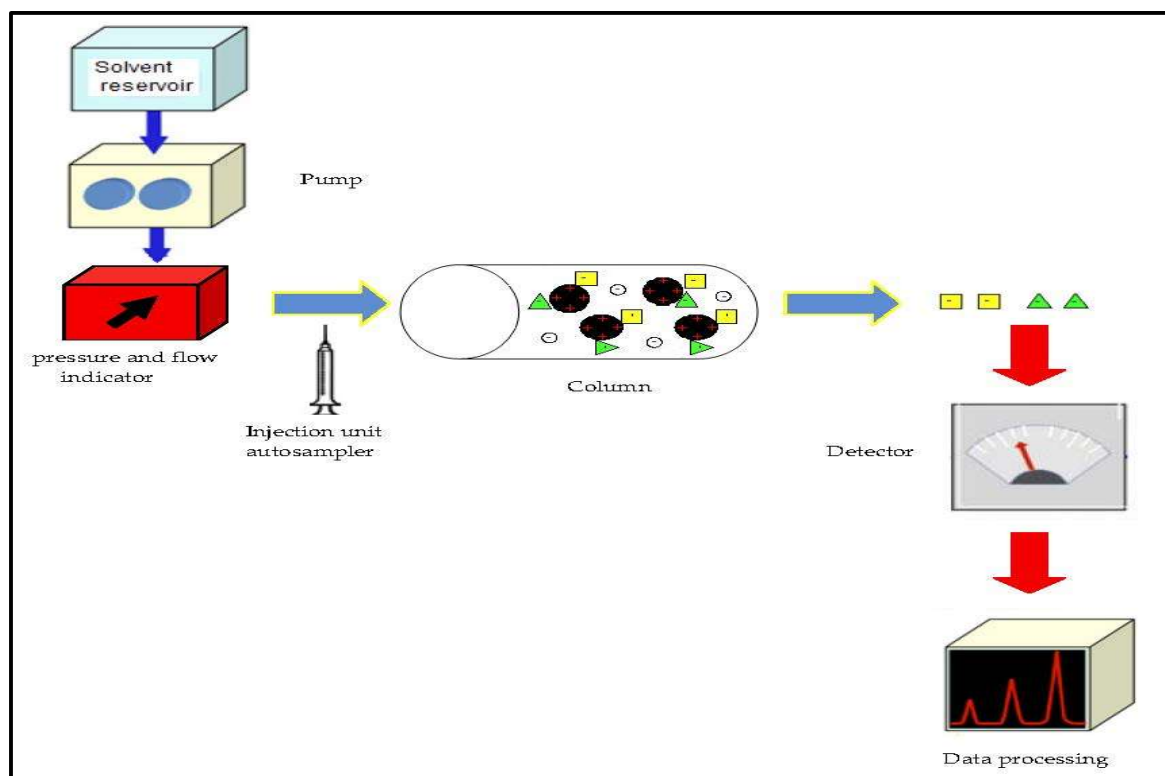 Solvent
reservoir
Pump
pressure and flow
indicator
Injection unit
autosampler
Column
Detector
Data processing